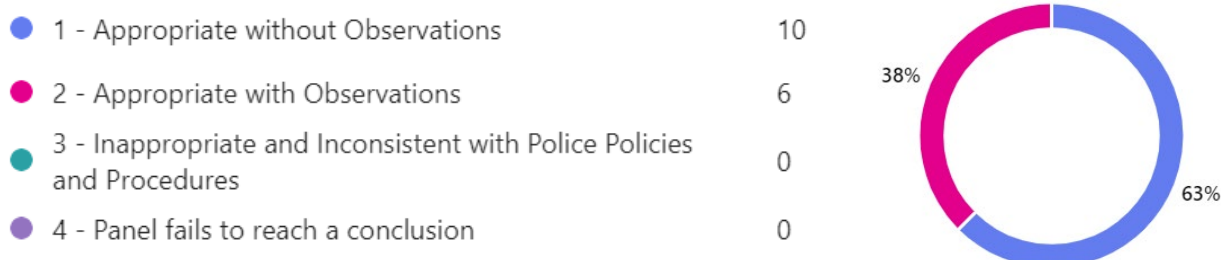 1 - Appropriate without Observations 10
2 - Appropriate with Observations 6
3 - Inappropriate and Inconsistent with Police Policies
and Procedures 0
4 - Panel fails to reach a conclusion 0
38%
63%